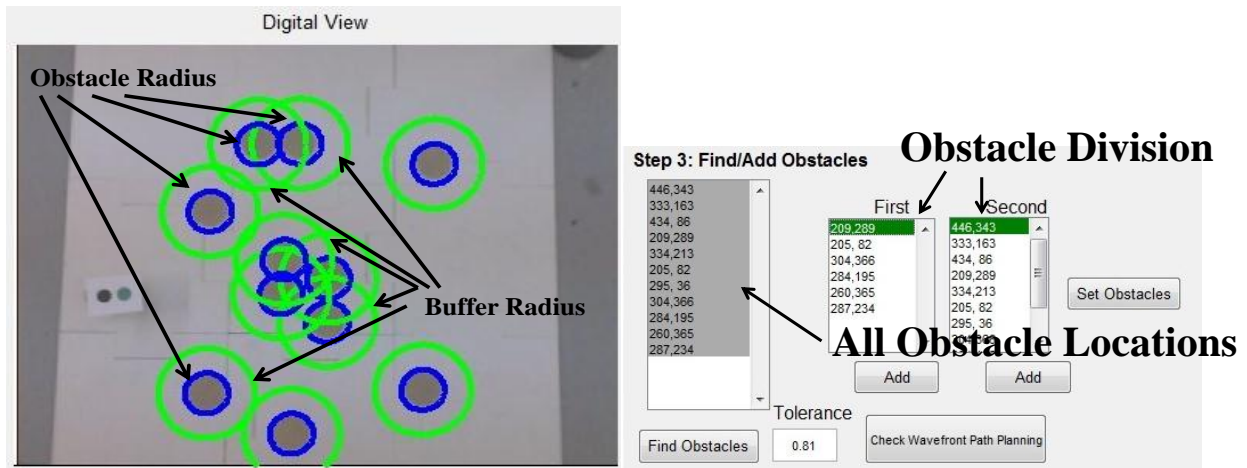 Digital View
Obstacle Radius
Buffer Radius
Step 3: Find/Add Obstacles
Obstacle Division
446,343
333,163
434, 86
209,289
334,213
205, 82
295, 36
304,366
284,195
260,365
287,234
First
209,289
205, 82
304,366
284,195
260,365
287,234
Second
446,343
333,163
434, 86
209,289
334,213
205, 82
295, 36
Set Obstacles
All Obstacle Locations
Add
Add
Tolerance
Find Obstacles
0.81
Check Wavefront Path Planning